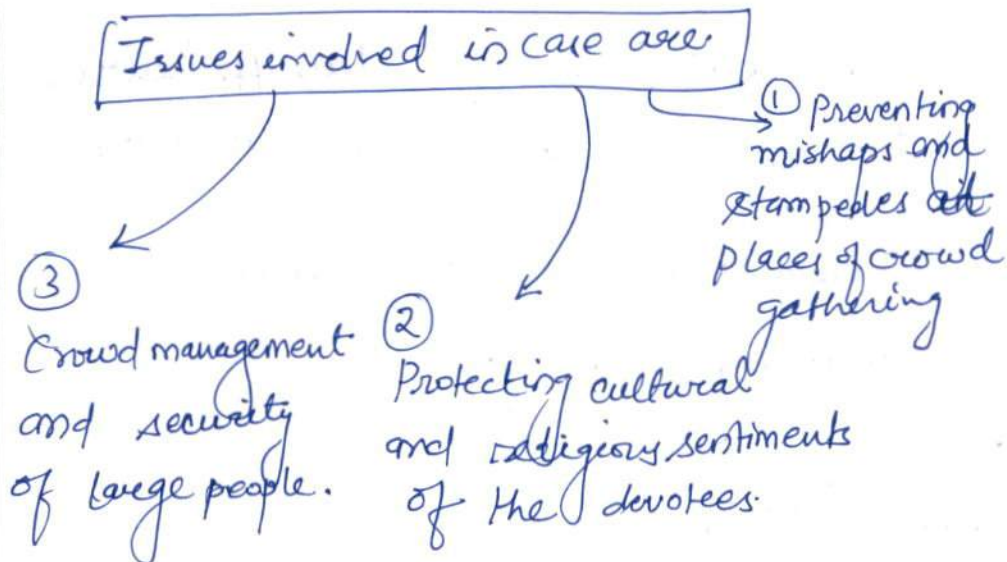 Issues involved in case are
① Preventing
mishaps and
stampedes at
places of crowd
gathering
②
Protecting cultural
and religious sentiments
of the devotees.
③
Crowd management
and security
of large people.